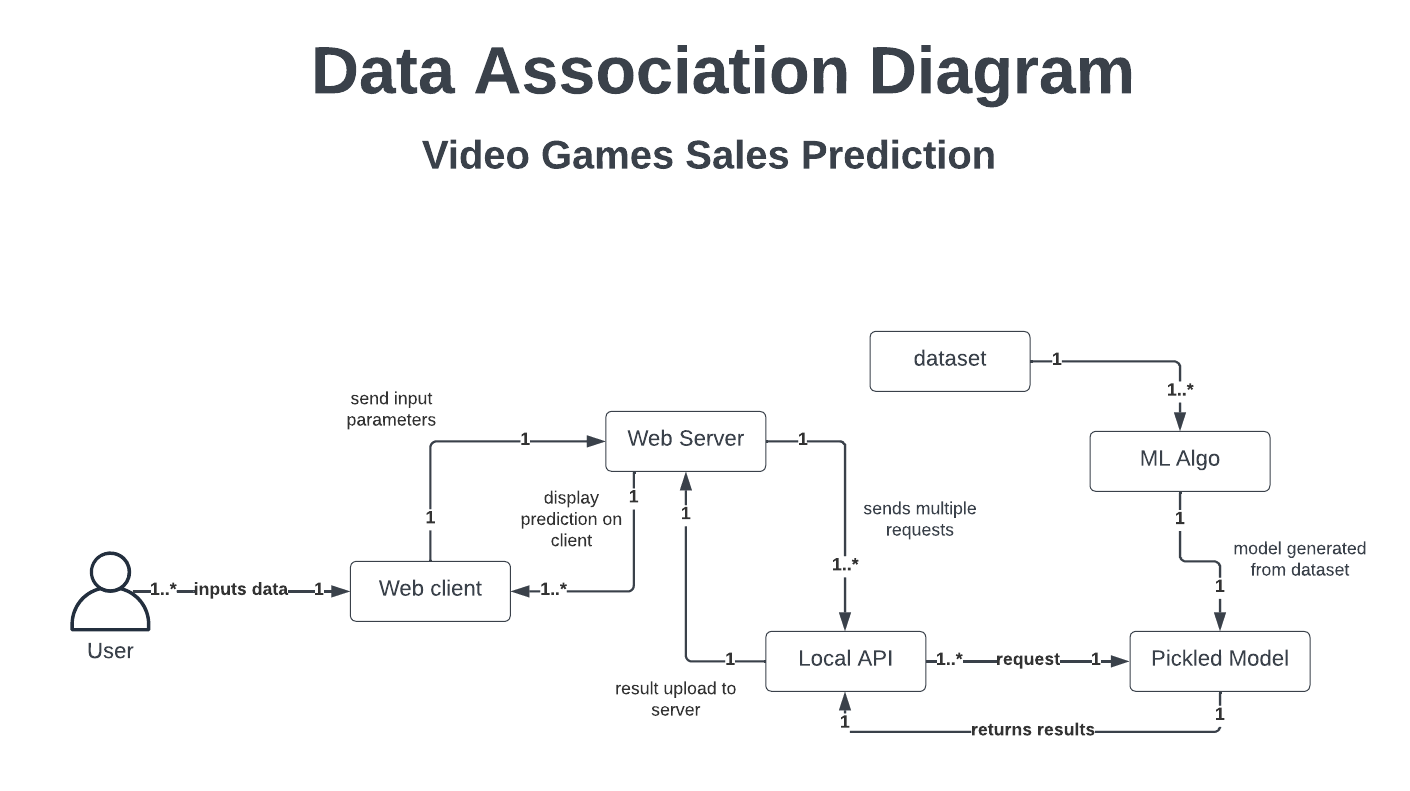 Data Association Diagram
Video Games Sales Prediction
dataset
1
1..*
send input
parameters
1
Web Server
1
ML Algo
display
prediction on
client
1
1
1
sends multiple
requests
1
model generated
from dataset
1..*
1
User
1..*
inputs data
1
Web client
1..*
Local API
1..*
request
1
Pickled Model
1
result upload to
server
1
returns results
1